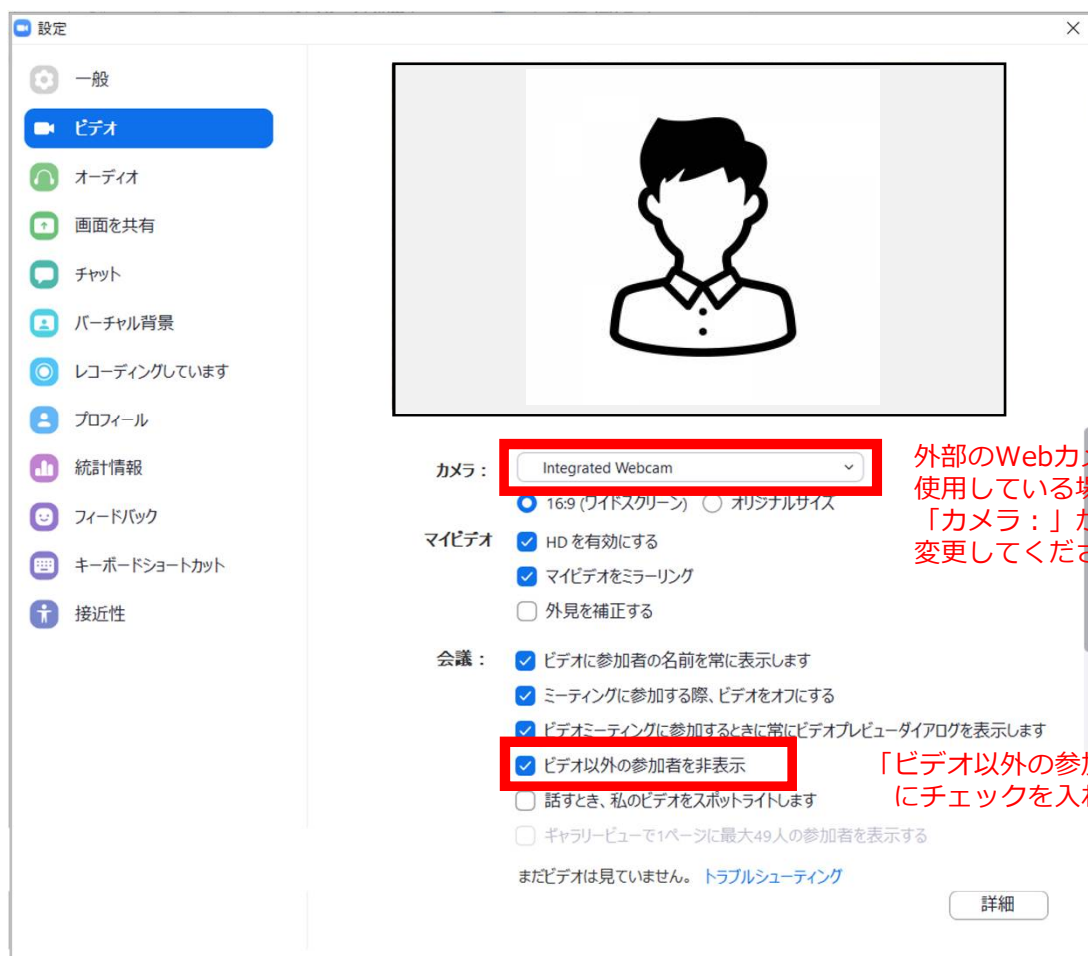 設定
一般
ビデオ
オーディオ
画面を共有
チャット
バーチャル背景
レコーディングしています
プロフィール
統計情報
フィードバック
キーボードショートカット
接近性
カメラ：
Integrated Webcam
16:9 (ワイドスクリーン) オリジナルサイズ
マイビデオ
HD を有効にする
マイビデオをミラーリング
外見を補正する
会議：
ビデオに参加者の名前を常に表示します
ミーティングに参加する際、ビデオをオフにする
ビデオミーティングに参加するときに常にビデオプレビューダイアログを表示します
ビデオ以外の参加者を非表示
話すとき、私のビデオをスポットライトします
ギャラリービューで1ページに最大49人の参加者を表示する
まだビデオは見ていません。 トラブルシューティング
詳細
外部のWebカ
使用している
「カメラ：」
変更してくだ
「ビデオ以外の参
にチェックを入